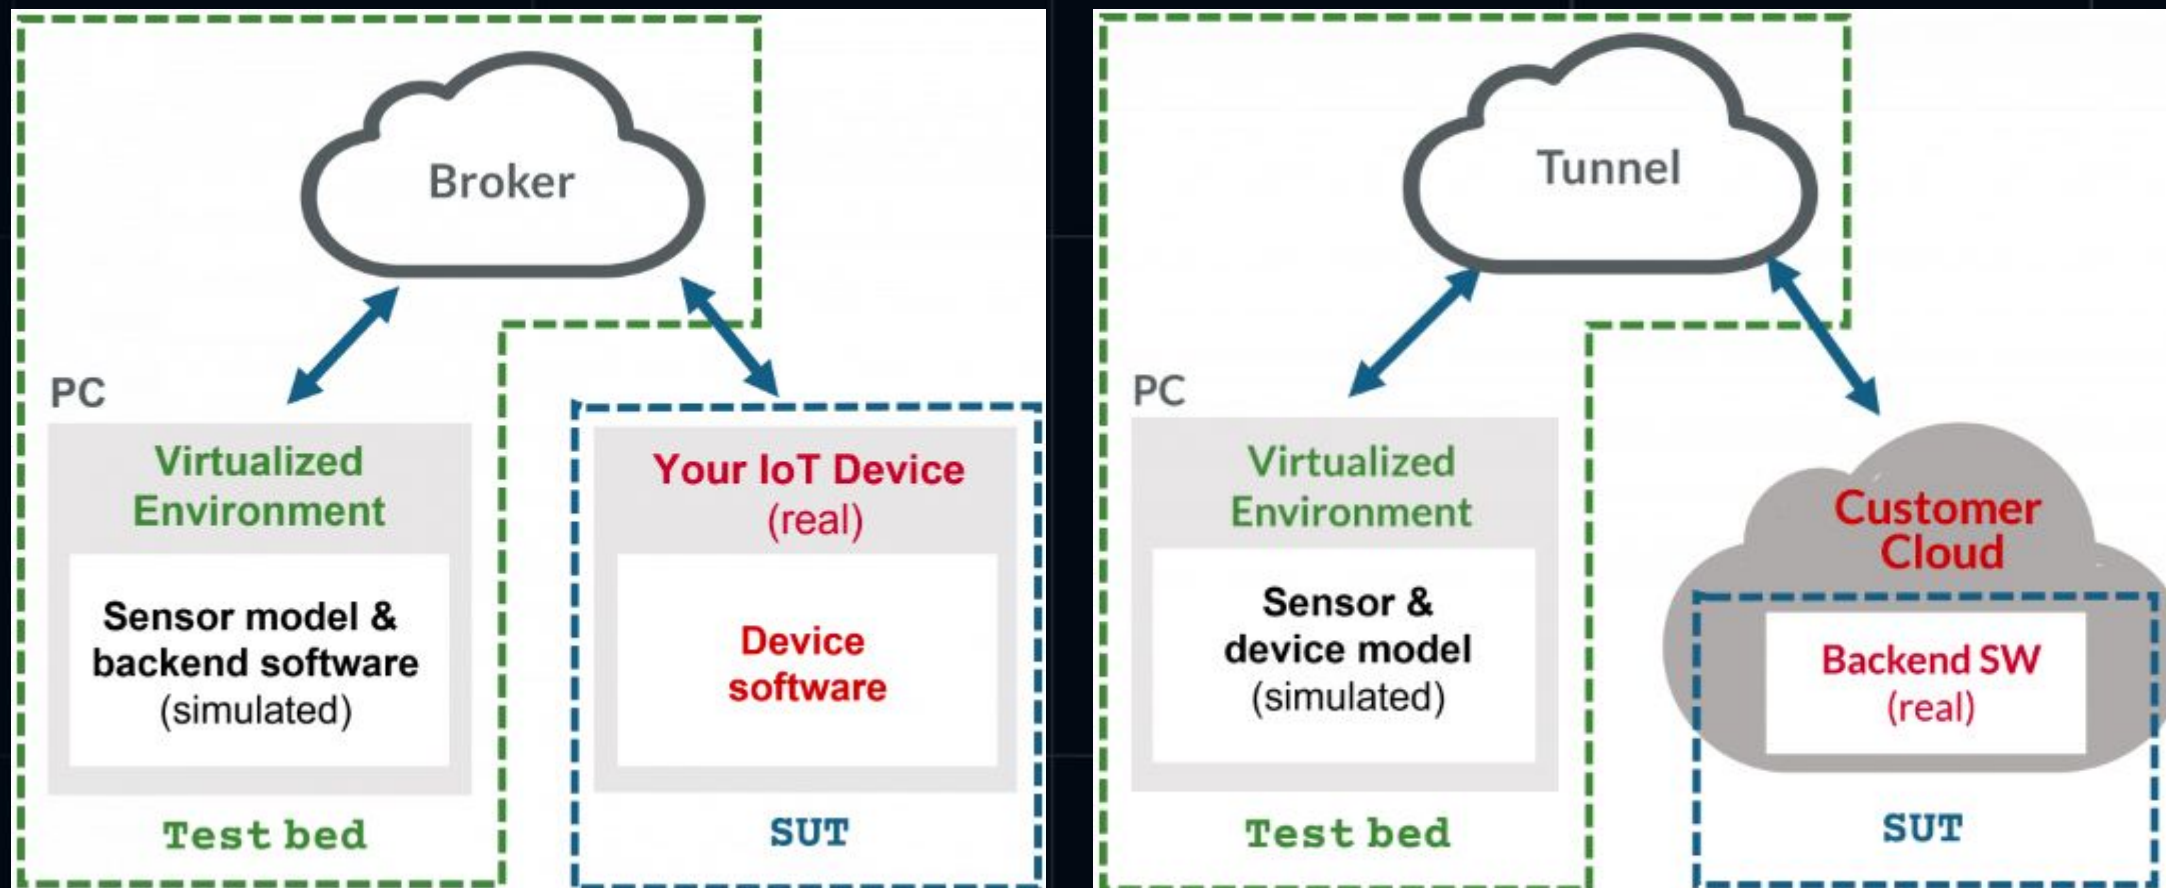 Broker
PC
Virtualized
Environment
Sensor model &
backend software
(simulated)
Test bed
Your IoT Device
(real)
Device
software
SUT
Tunnel
PC
Virtualized
Environment
Sensor &
device model
(simulated)
Test bed
Customer
Cloud
Backend SW
(real)
SUT